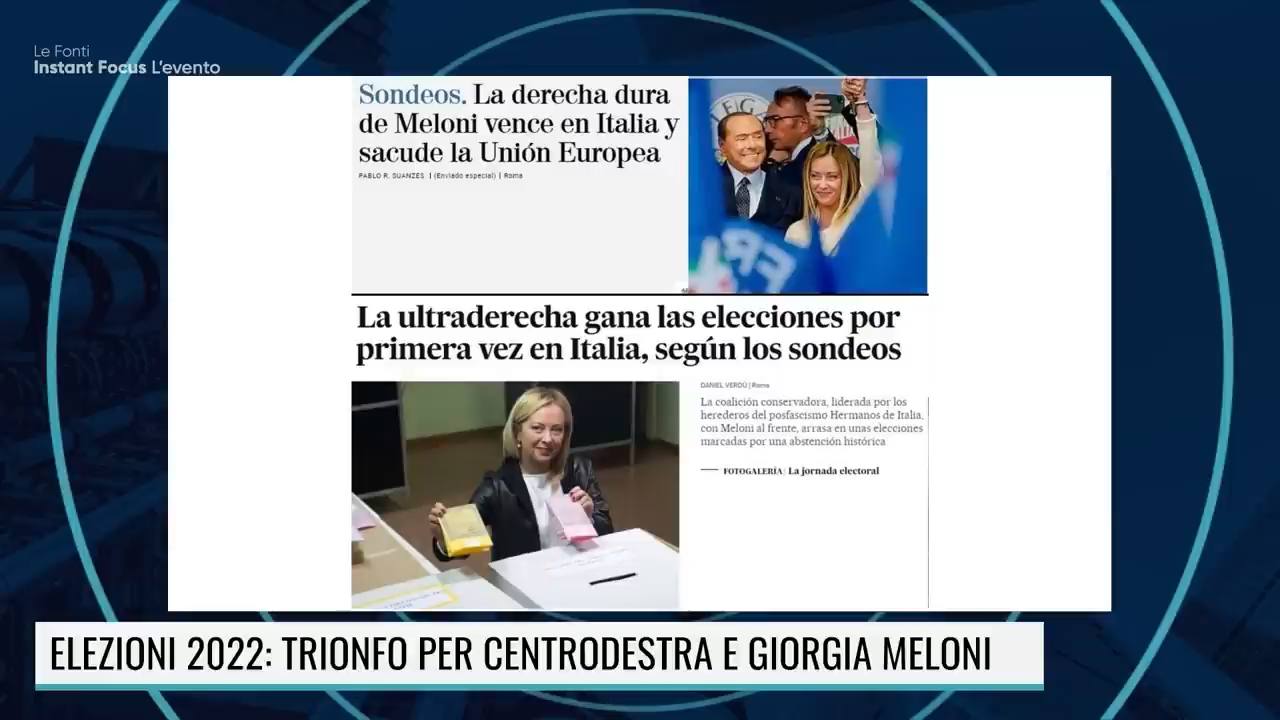 Le Fonti
Instant Focus L'evento
Sondeos. La derecha dura
de Meloni vence en Italia y
sacude la Unión Europea
PABLO R. SUANZES | (Enviado especial) | Roma
La ultraderecha gana las elecciones por
primera vez en Italia, según los sondeos
DANIEL VERDÚ | Roma
La coalición conservadora, liderada por los
herederos del posfascismo Hermanos de Italia,
con Meloni al frente, arrasa en unas elecciones
marcadas por una abstención histórica
FOTOGALERÍA | La jornada electoral
ELEZIONI 2022: TRIONFO PER CENTRODESTRA E GIORGIA MELONI